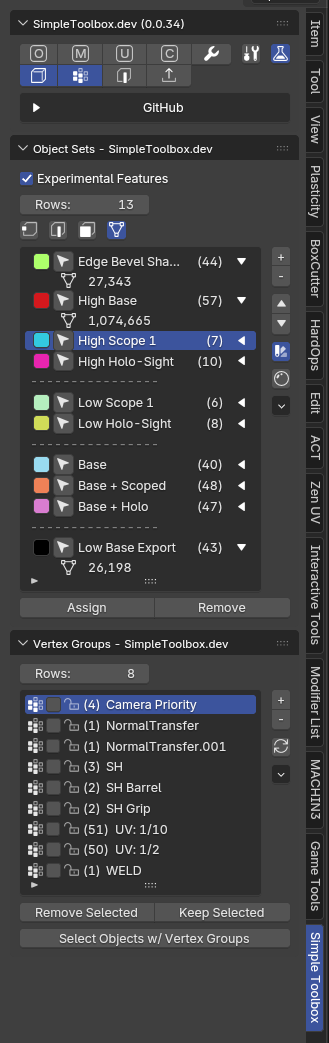 SimpleToolbox.dev (0.0.34)
O M U C
GitHub
Object Sets - SimpleToolbox.dev
Experimental Features
Rows: 13
Edge Bevel Sha... (44)
27,343
High Base (57)
1,074,665
High Scope 1 (7)
High Holo-Sight (10)
Low Scope 1 (6)
Low Holo-Sight (8)
Base (40)
Base + Scoped (48)
Base + Holo (47)
Low Base Export (43)
26,198
Assign Remove
Vertex Groups - SimpleToolbox.dev
Rows: 8
(4) Camera Priority
(1) NormalTransfer
(1) NormalTransfer.001
(3) SH
(2) SH Barrel
(2) SH Grip
(51) UV: 1/10
(50) UV: 1/2
(1) WELD
Remove Selected Keep Selected
Select Objects w/ Vertex Groups
Item
Tool
View
Plasticity
BoxCutter
HardOps
Edit
ACT
Zen UV
Interactive Tools
Modifier List
MACHIN3
Game Tools
Simple Toolbox